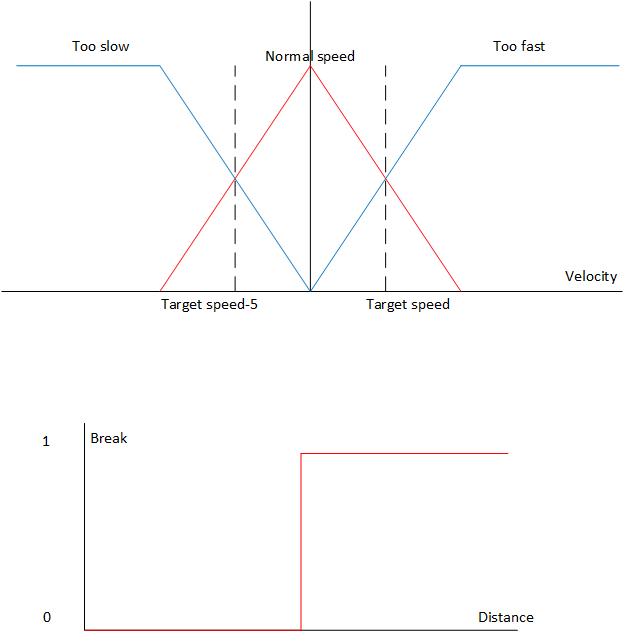 Too slow
Normal speed
Too fast
Velocity
Target speed-5
Target speed
1
Break
0
Distance